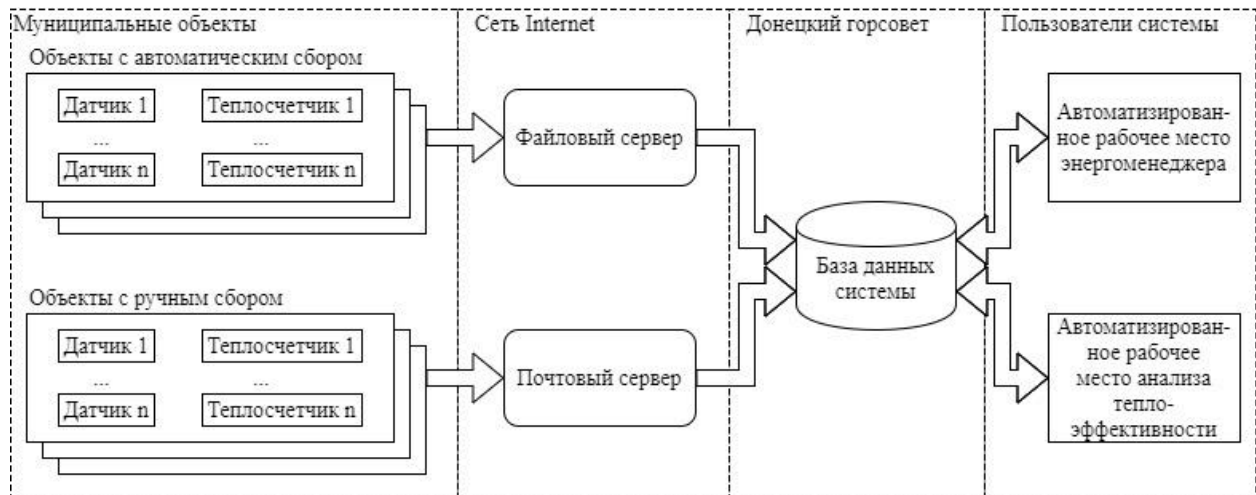 Муниципальные объекты
Объекты с автоматическим сбором
Датчик 1
Теплосчетчик 1
...
...
Датчик n
Теплосчетчик n
Объекты с ручным сбором
Датчик 1
Теплосчетчик 1
...
...
Датчик n
Теплосчетчик n
Сеть Internet
Файловый сервер
Почтовый сервер
Донецкий горсовет
База данных
системы
Пользователи системы
Автоматизирован-
ное рабочее место
энергоменеджера
Автоматизирован-
ное рабочее
место анализа
тепло-
эффективности